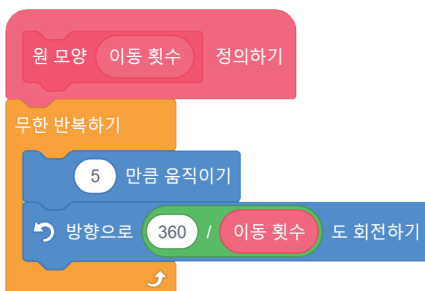 원 모양 이동 횟수 정의하기
무한 반복하기
5 만큼 움직이기
방향으로 360 / 이동 횟수 도 회전하기